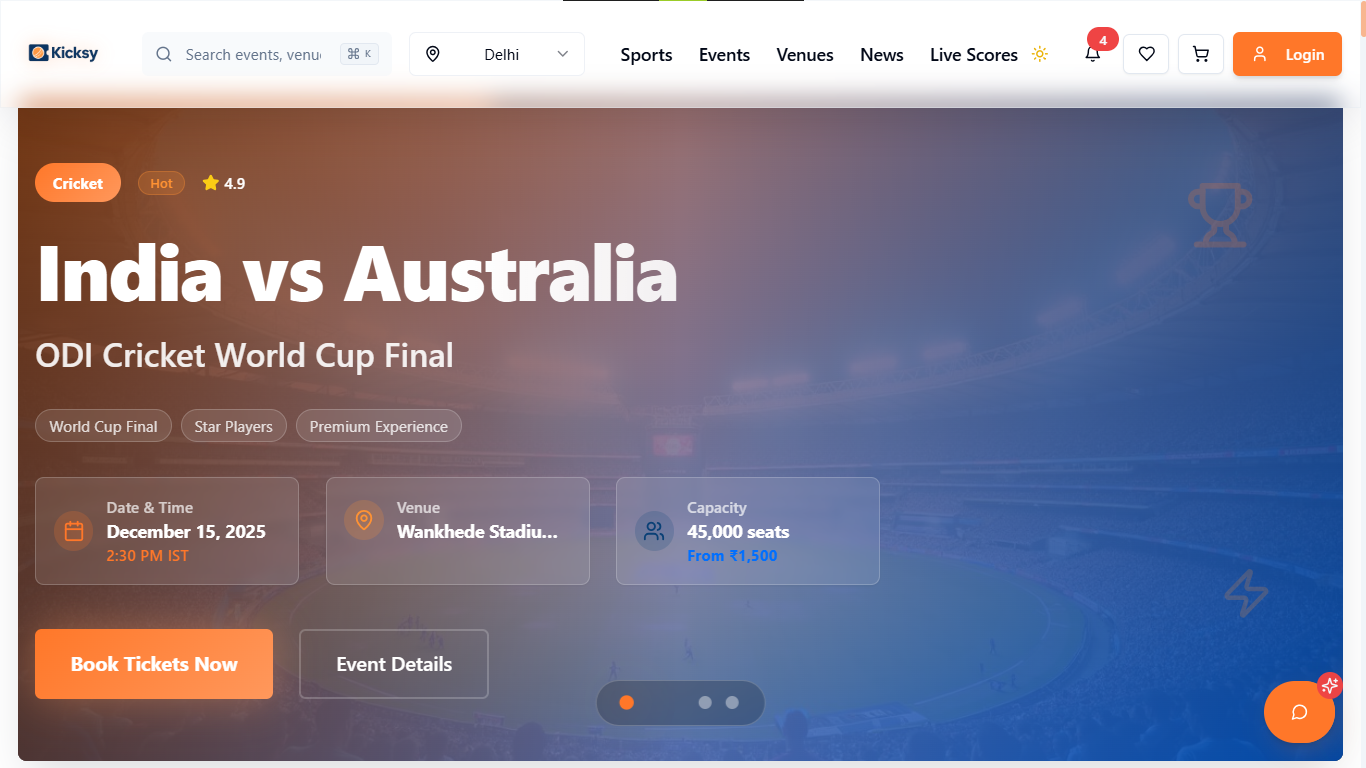 Kicksy
Search events, venu
⌘ K
Delhi
Sports
Events
Venues
News
Live Scores
4
Login
Cricket
Hot
4.9
India vs Australia
ODI Cricket World Cup Final
World Cup Final
Star Players
Premium Experience
Date & Time
December 15, 2025
2:30 PM IST
Venue
Wankhede Stadiu...
Capacity
45,000 seats
From ₹1,500
Book Tickets Now
Event Details